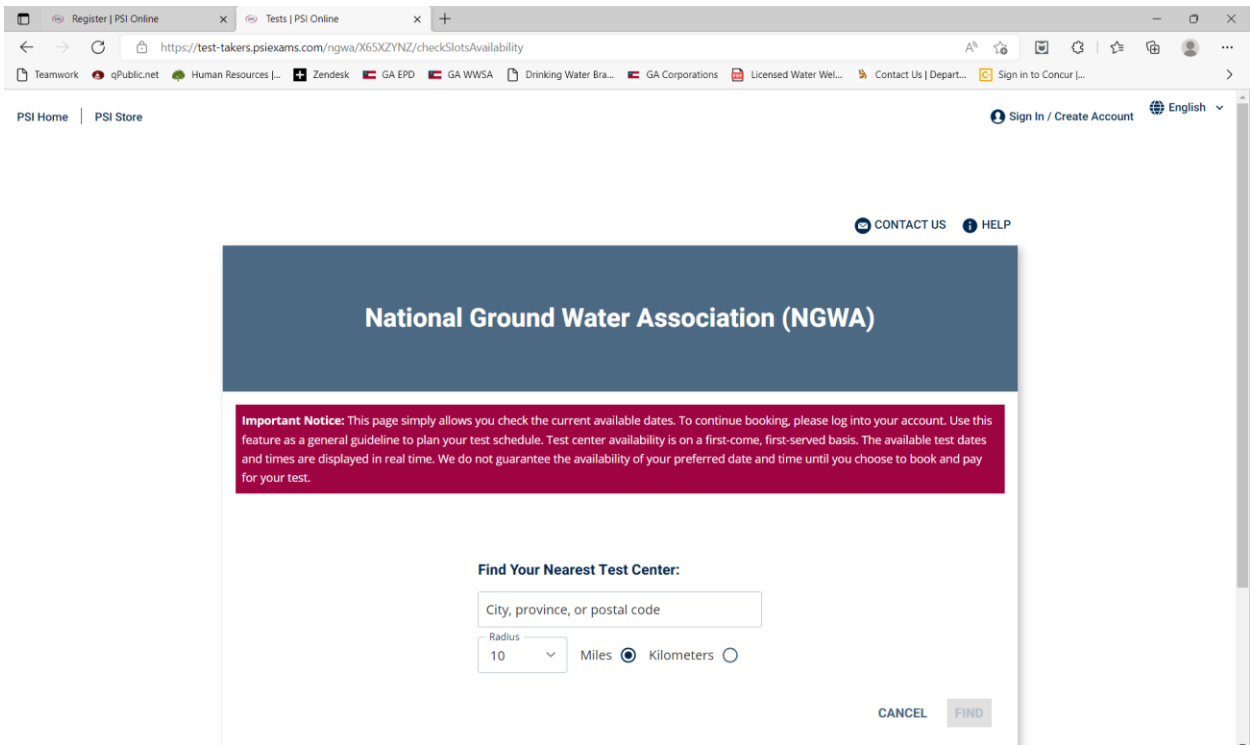 Register | PSI Online
Tests | PSI Online
https://test-takers.psiexams.com/ngwa/X65XZYNZ/checkSlotsAvailability
Teamwork qPublic.net Human Resources |... Zendesk GA EPD GA WWSA Drinking Water Bra... GA Corporations Licensed Water Wel... Contact Us | Depart... Sign in to Concur |...
PSI Home PSI Store Sign In / Create Account English
CONTACT US HELP
National Ground Water Association (NGWA)
Important Notice: This page simply allows you check the current available dates. To continue booking, please log into your account. Use this
feature as a general guideline to plan your test schedule. Test center availability is on a first-come, first-served basis. The available test dates
and times are displayed in real time. We do not guarantee the availability of your preferred date and time until you choose to book and pay
for your test.
Find Your Nearest Test Center:
City, province, or postal code
Radius
10 Miles Kilometers
CANCEL FIND